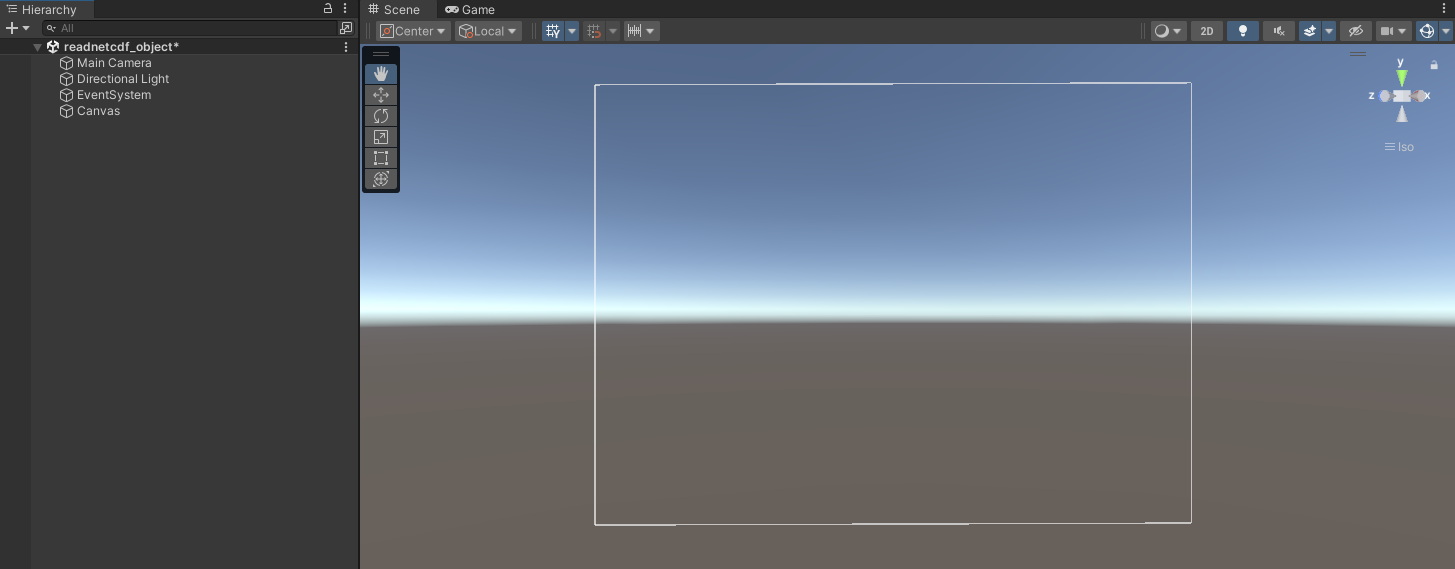 Hierarchy
All
readnetcdf_object*
Main Camera
Directional Light
EventSystem
Canvas
Scene
Game
Center
Local
2D
y
z
x
Iso